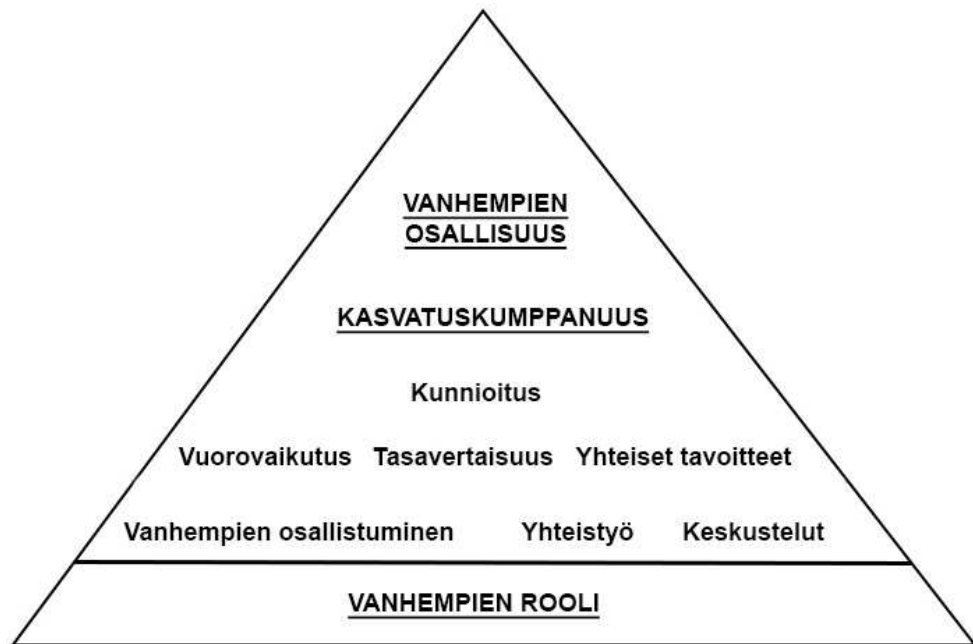 VANHEMPIEN
OSALLISUUS
KASVATUSKUMPPANUUS
Kunnioitus
Vuorovaikutus Tasavertaisuus Yhteiset tavoitteet
Vanhempien osallistuminen Yhteistyö Keskustelut
VANHEMPIEN ROOLI